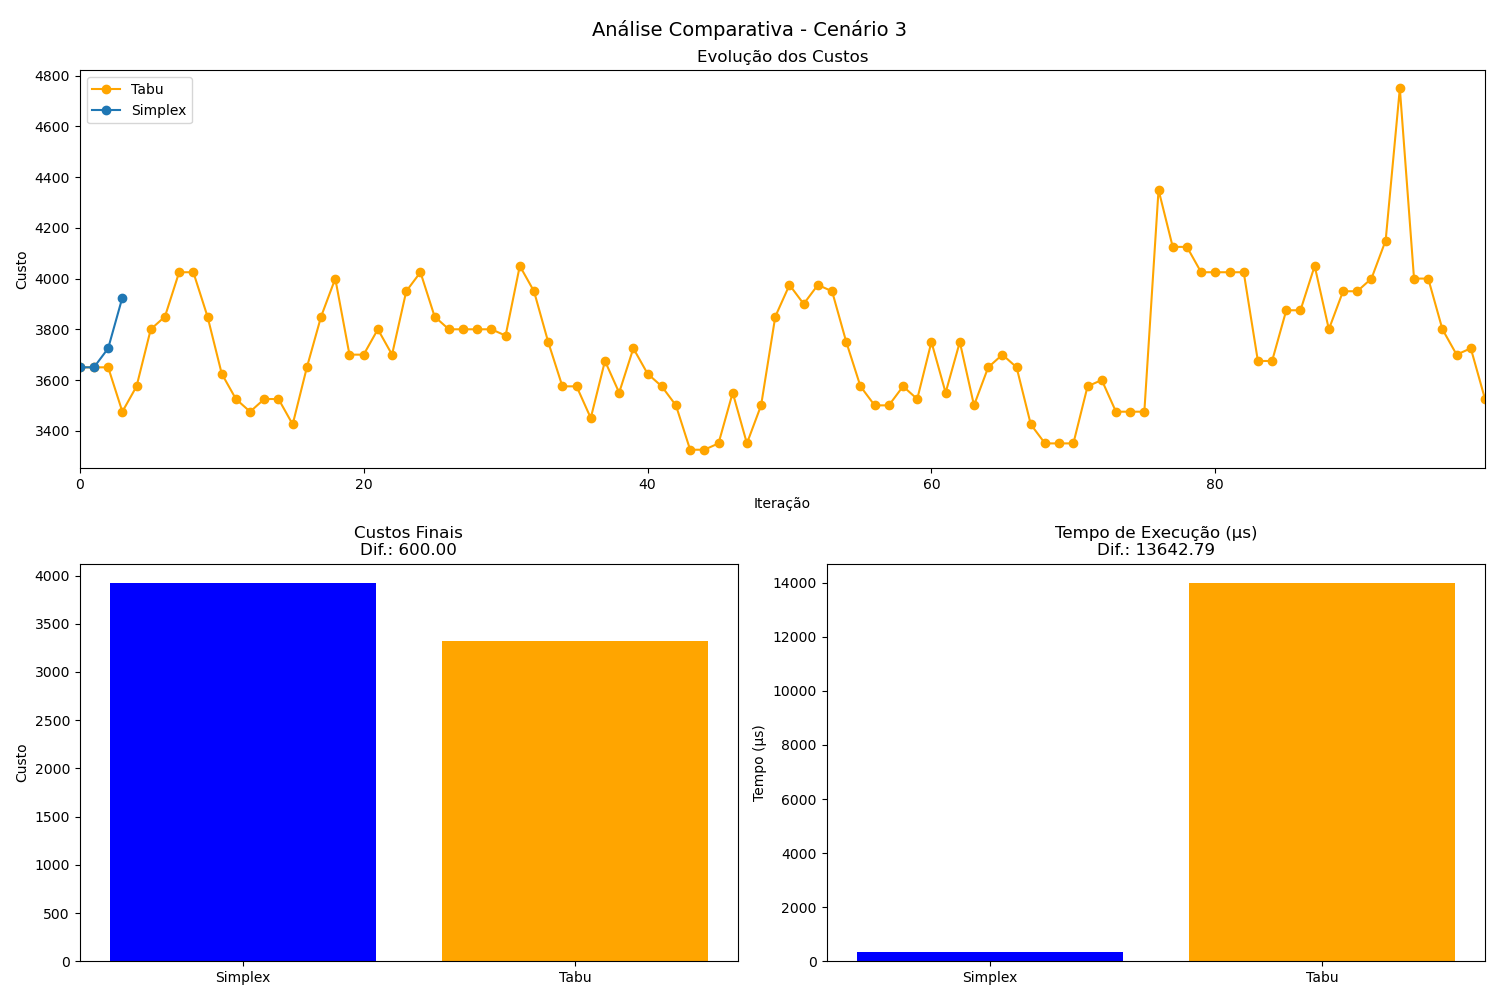 Análise Comparativa - Cenário 3
Evolução dos Custos
Tabu
Simplex
4800
4600
4400
4200
4000
3800
3600
3400
Custo
0 20 40 60 80
Iteração
Custos Finais
Dif.: 600.00
4000
3500
3000
2500
2000
1500
1000
500
0
Custo
Simplex Tabu
Tempo de Execução (µs)
Dif.: 13642.79
14000
12000
10000
8000
6000
4000
2000
0
Tempo (µs)
Simplex Tabu